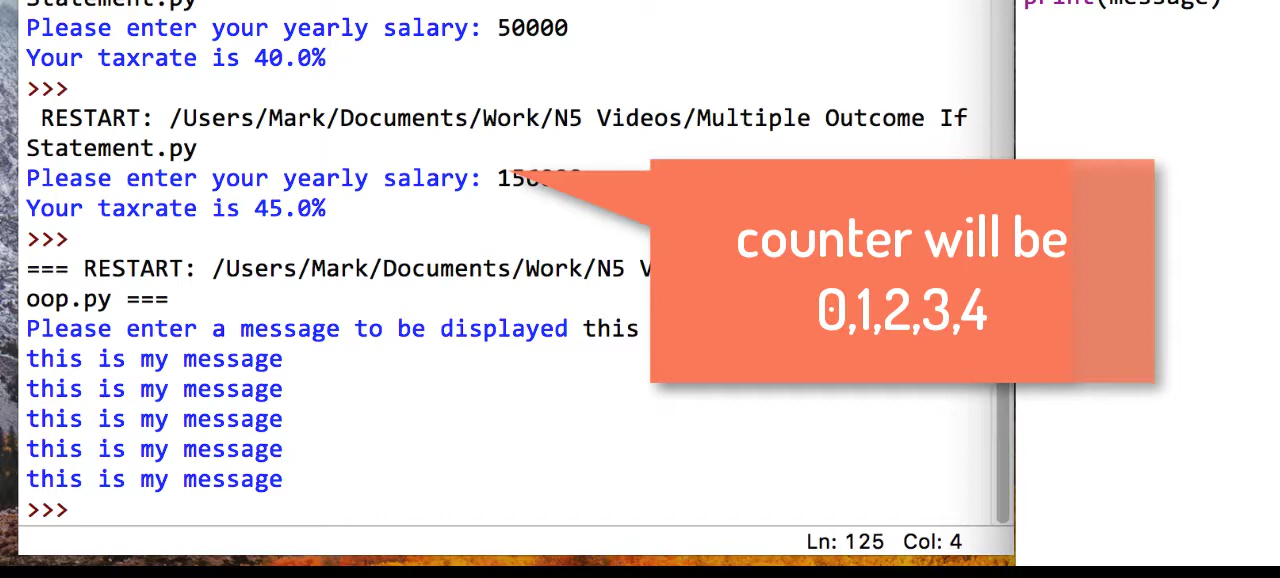 Statement.py
print(message)
Please enter your yearly salary: 50000
Your taxrate is 40.0%
>>>
RESTART: /Users/Mark/Documents/Work/N5 Videos/Multiple Outcome If
Statement.py
Please enter your yearly salary:
Your taxrate is 45.0%
>>>
=== RESTART: /Users/Mark/Documents/Work/N5
oop.py ===
Please enter a message to be displayed this
this is my message
this is my message
this is my message
this is my message
this is my message
>>>
counter will be
0,1,2,3,4
Ln: 125 Col: 4